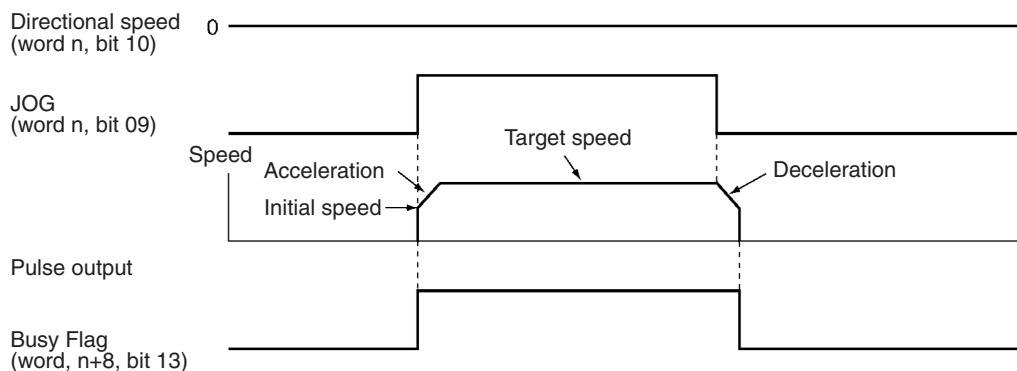 Directional speed
(word n, bit 10)
0
JOG
(word n, bit 09)
Speed
Target speed
Acceleration
Deceleration
Initial speed
Pulse output
Busy Flag
(word, n+8, bit 13)